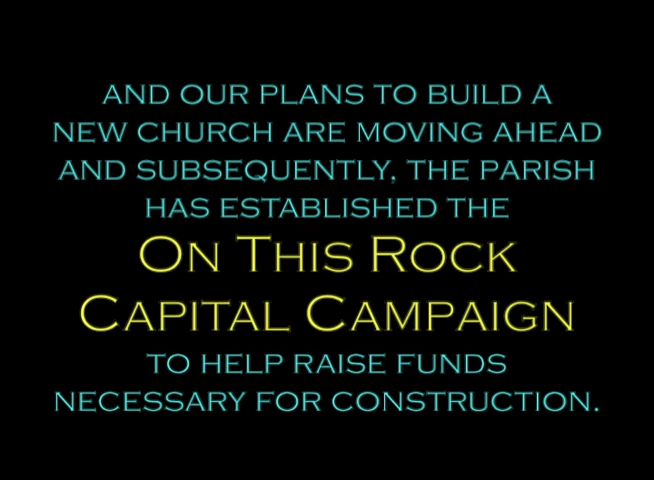 AND OUR PLANS TO BUILD A
NEW CHURCH ARE MOVING AHEAD
AND SUBSEQUENTLY, THE PARISH
HAS ESTABLISHED THE
ON THIS ROCK
CAPITAL CAMPAIGN
TO HELP RAISE FUNDS
NECESSARY FOR CONSTRUCTION.